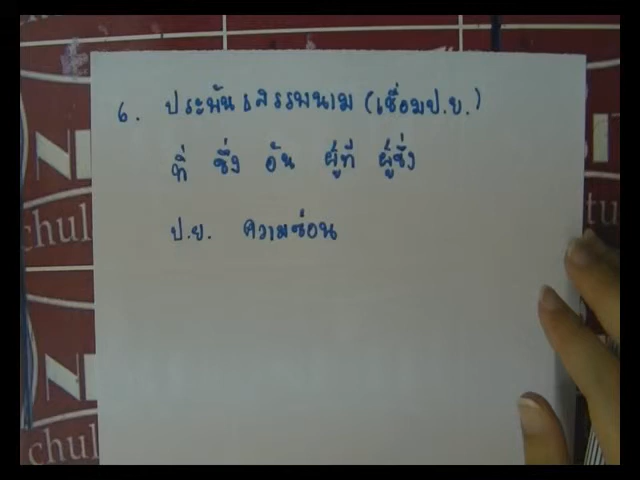 6. ประพันธสรรพนาม (เชื่อมป.ย.)
ที่ ซึ่ง อัน ผู้ที่ ผู้ซึ่ง
ป.ย. ความซ้อน
chul
chul